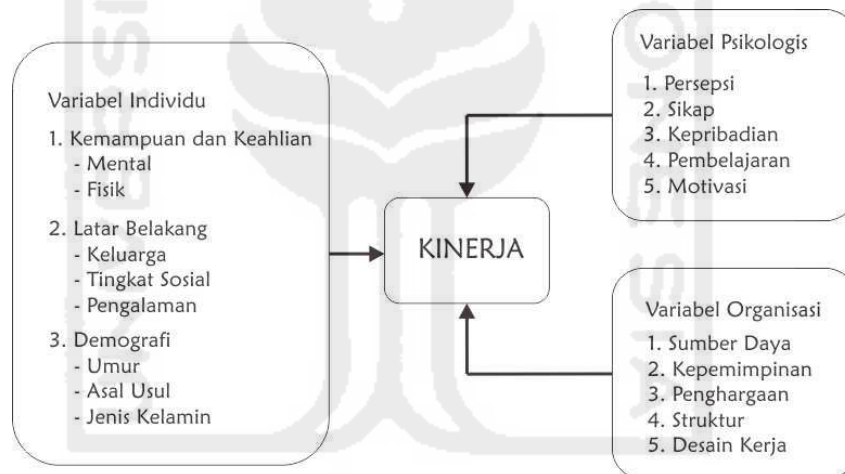 Variabel Individu
1. Kemampuan dan Keahlian
- Mental
- Fisik
2. Latar Belakang
- Keluarga
- Tingkat Sosial
- Pengalaman
3. Demografi
- Umur
- Asal Usul
- Jenis Kelamin
KINERJA
Variabel Psikologis
1. Persepsi
2. Sikap
3. Kepribadian
4. Pembelajaran
5. Motivasi
Variabel Organisasi
1. Sumber Daya
2. Kepemimpinan
3. Penghargaan
4. Struktur
5. Desain Kerja